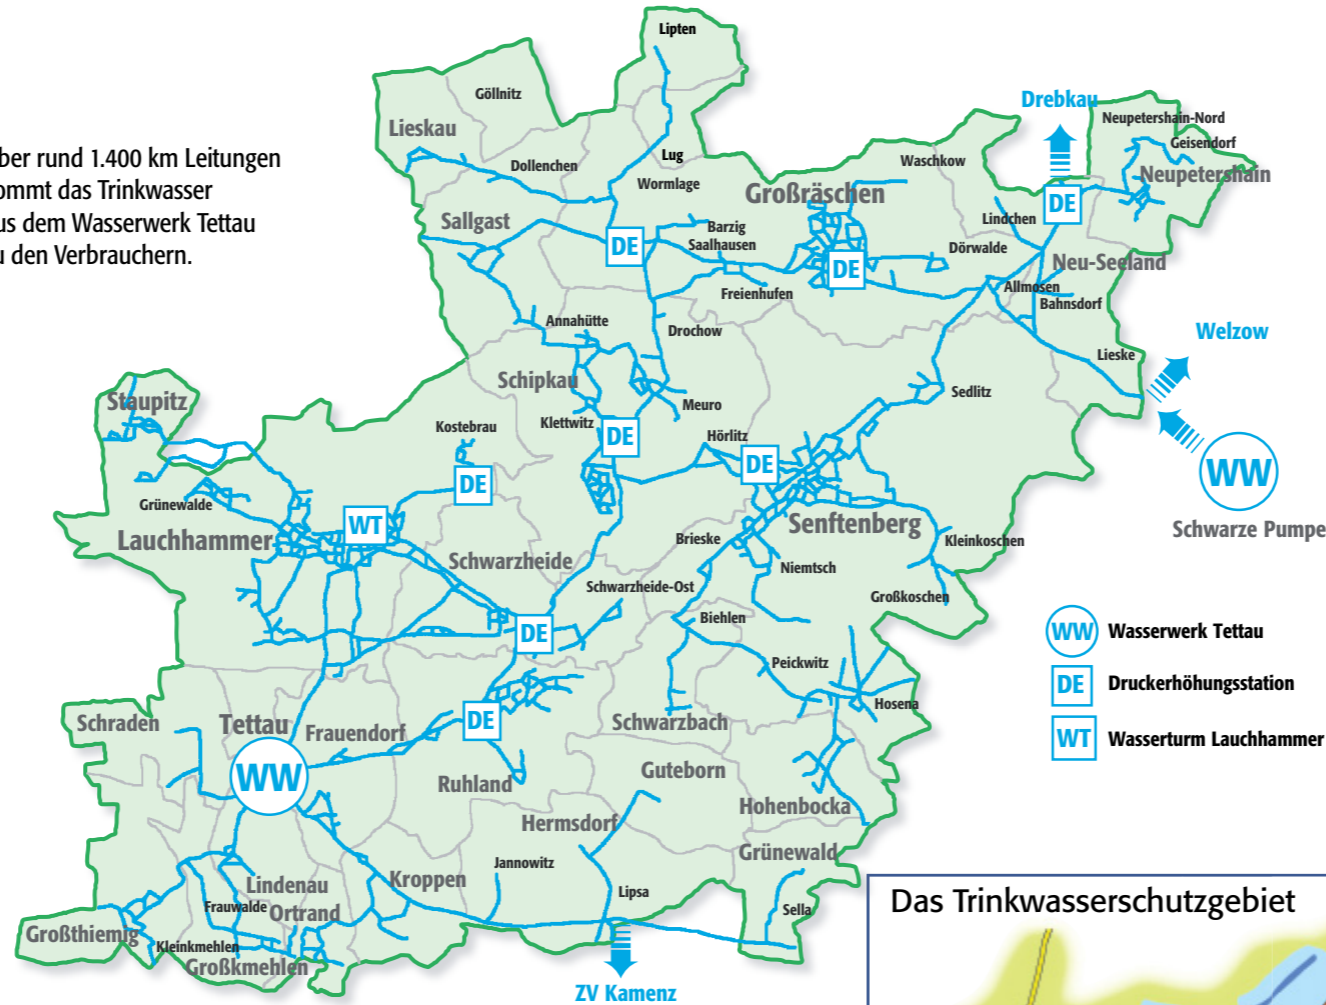 ber rund 1.400 km Leitungen
ommt das Trinkwasser
us dem Wasserwerk Tettau
u den Verbrauchern.
Lipten
Göllnitz
Lieskau
Drebkau
Neupetershain-Nord
Geisendorf
Neupetershain
Dollenchen
Lug
Wormlage
Waschkow
Großräschen
DE
Sallgast
Barzig
Saalhausen
DE
Lindchen
Dörwalde
Neu-Seeland
DE
Freienhufen
Allmosen
Bahnsdorf
Annahütte
Drochow
Welzow
Lieske
Schipkau
Sedlitz
Staupitz
Meuro
Klettwitz
Kostebrau
DE
Hörlitz
DE
WW
Schwarze Pumpe
DE
Grünewalde
WT
Lauchhammer
Senftenberg
Brieske
Kleinkoschen
Schwarzheide
Niemtsch
Schwarzheide-Ost
Großkoschen
Biehlen
DE
Peickwitz
Hosena
WW Wasserwerk Tettau
DE Druckerhöhungsstation
WT Wasserturm Lauchhammer
Schraden
Tettau
Frauendorf
DE
Schwarzbach
WW
Ruhland
Guteborn
Hohenbocka
Hermsdorf
Grünewald
Jannowitz
Kroppen
Lindenau
Lipsa
Frauwalde
Ortrand
Sella
Großthiemig
Kleinkmehlen
Großkmehlen
ZV Kamenz
Das Trinkwasserschutzgebiet